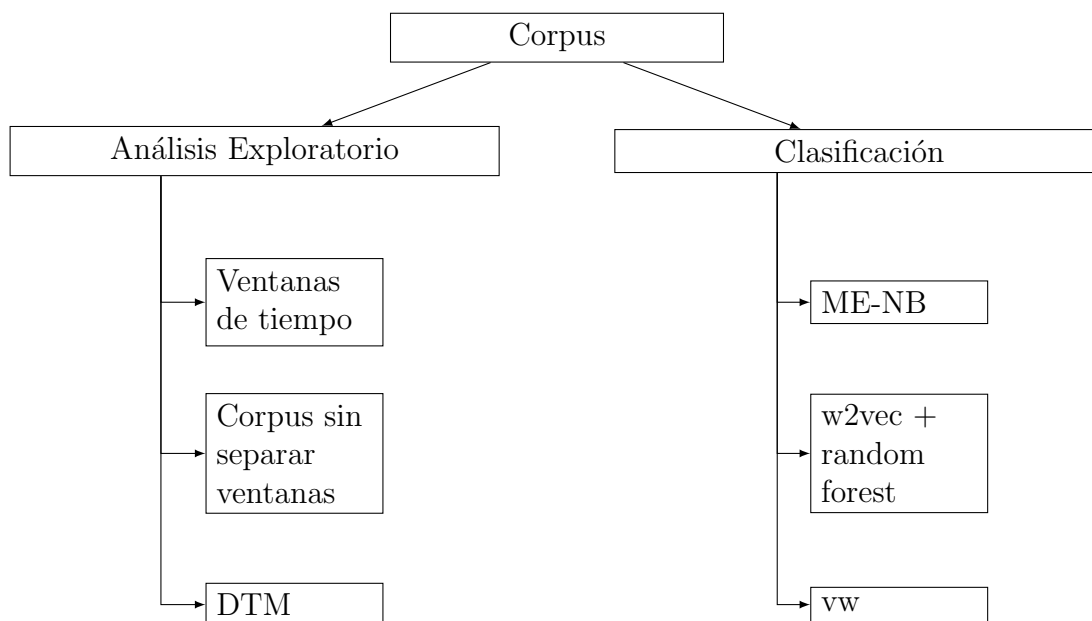 Corpus
Análisis Exploratorio
Clasificación
Ventanas
de tiempo
Corpus sin
separar
ventanas
DTM
ME-NB
w2vec +
random
forest
vw